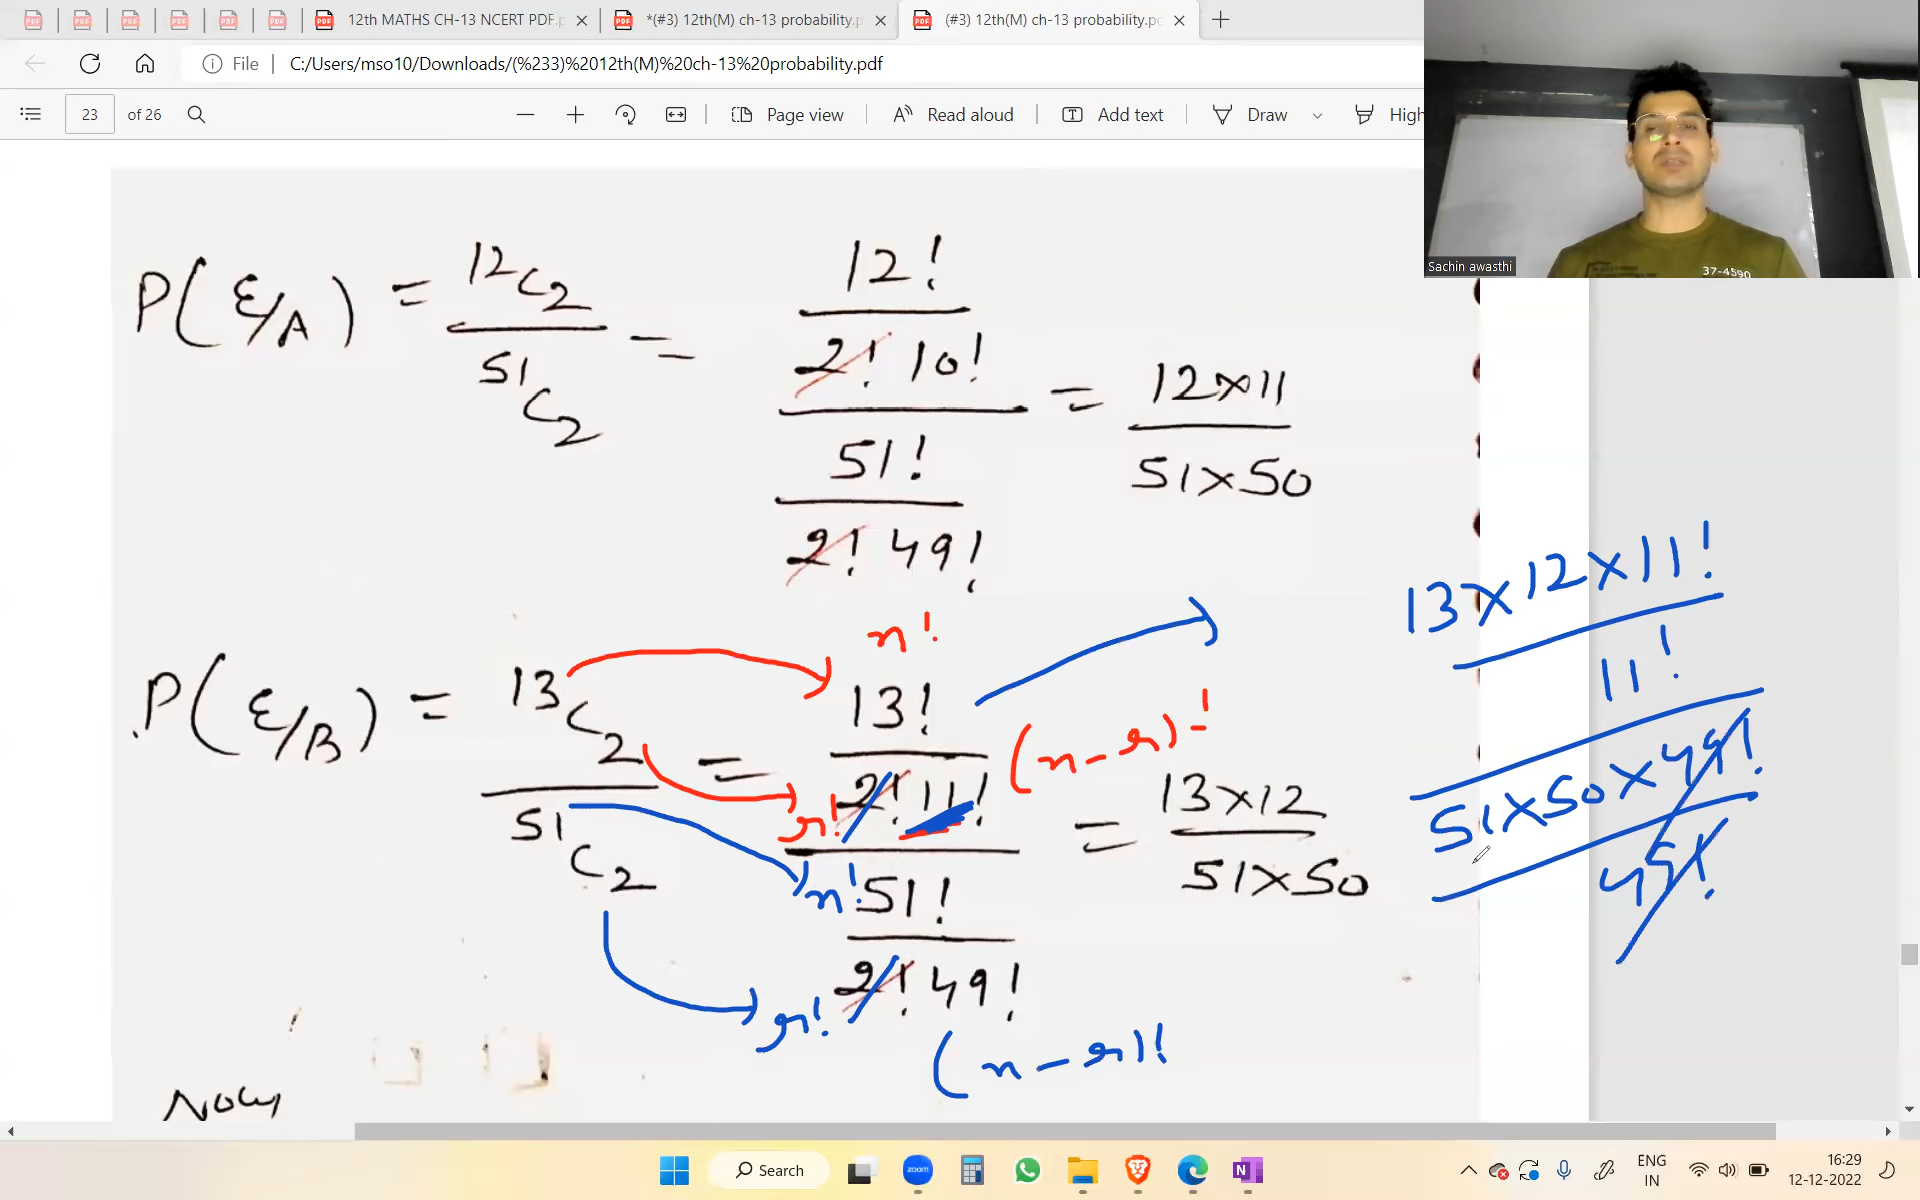 12th MATHS CH-13 NCERT PDF.p
*(#3) 12th(M) ch-13 probability.p
(#3) 12th(M) ch-13 probability.pd
File
C:/Users/mso10/Downloads/(%233)%2012th(M)%20ch-13%20probability.pdf
23 of 26
Page view
Read aloud
Add text
Draw
High
37-4590
Sachin awasthi
P(E/A) = 12C2 / 51C2 = (12! / 2! 10!) / (51! / 2! 49!) = 12×11 / 51×50
P(E/B) = 13C2 / 51C2 = (13! / 2! 11!) / (51! / 2! 49!) = 13×12 / 51×50
n!
r!
(n-r)!
n!
r!
(n-r)!
13×12×11!
11!
51×50×49!
49!
Now
Search
zoom
ENG
IN
16:29
12-12-2022